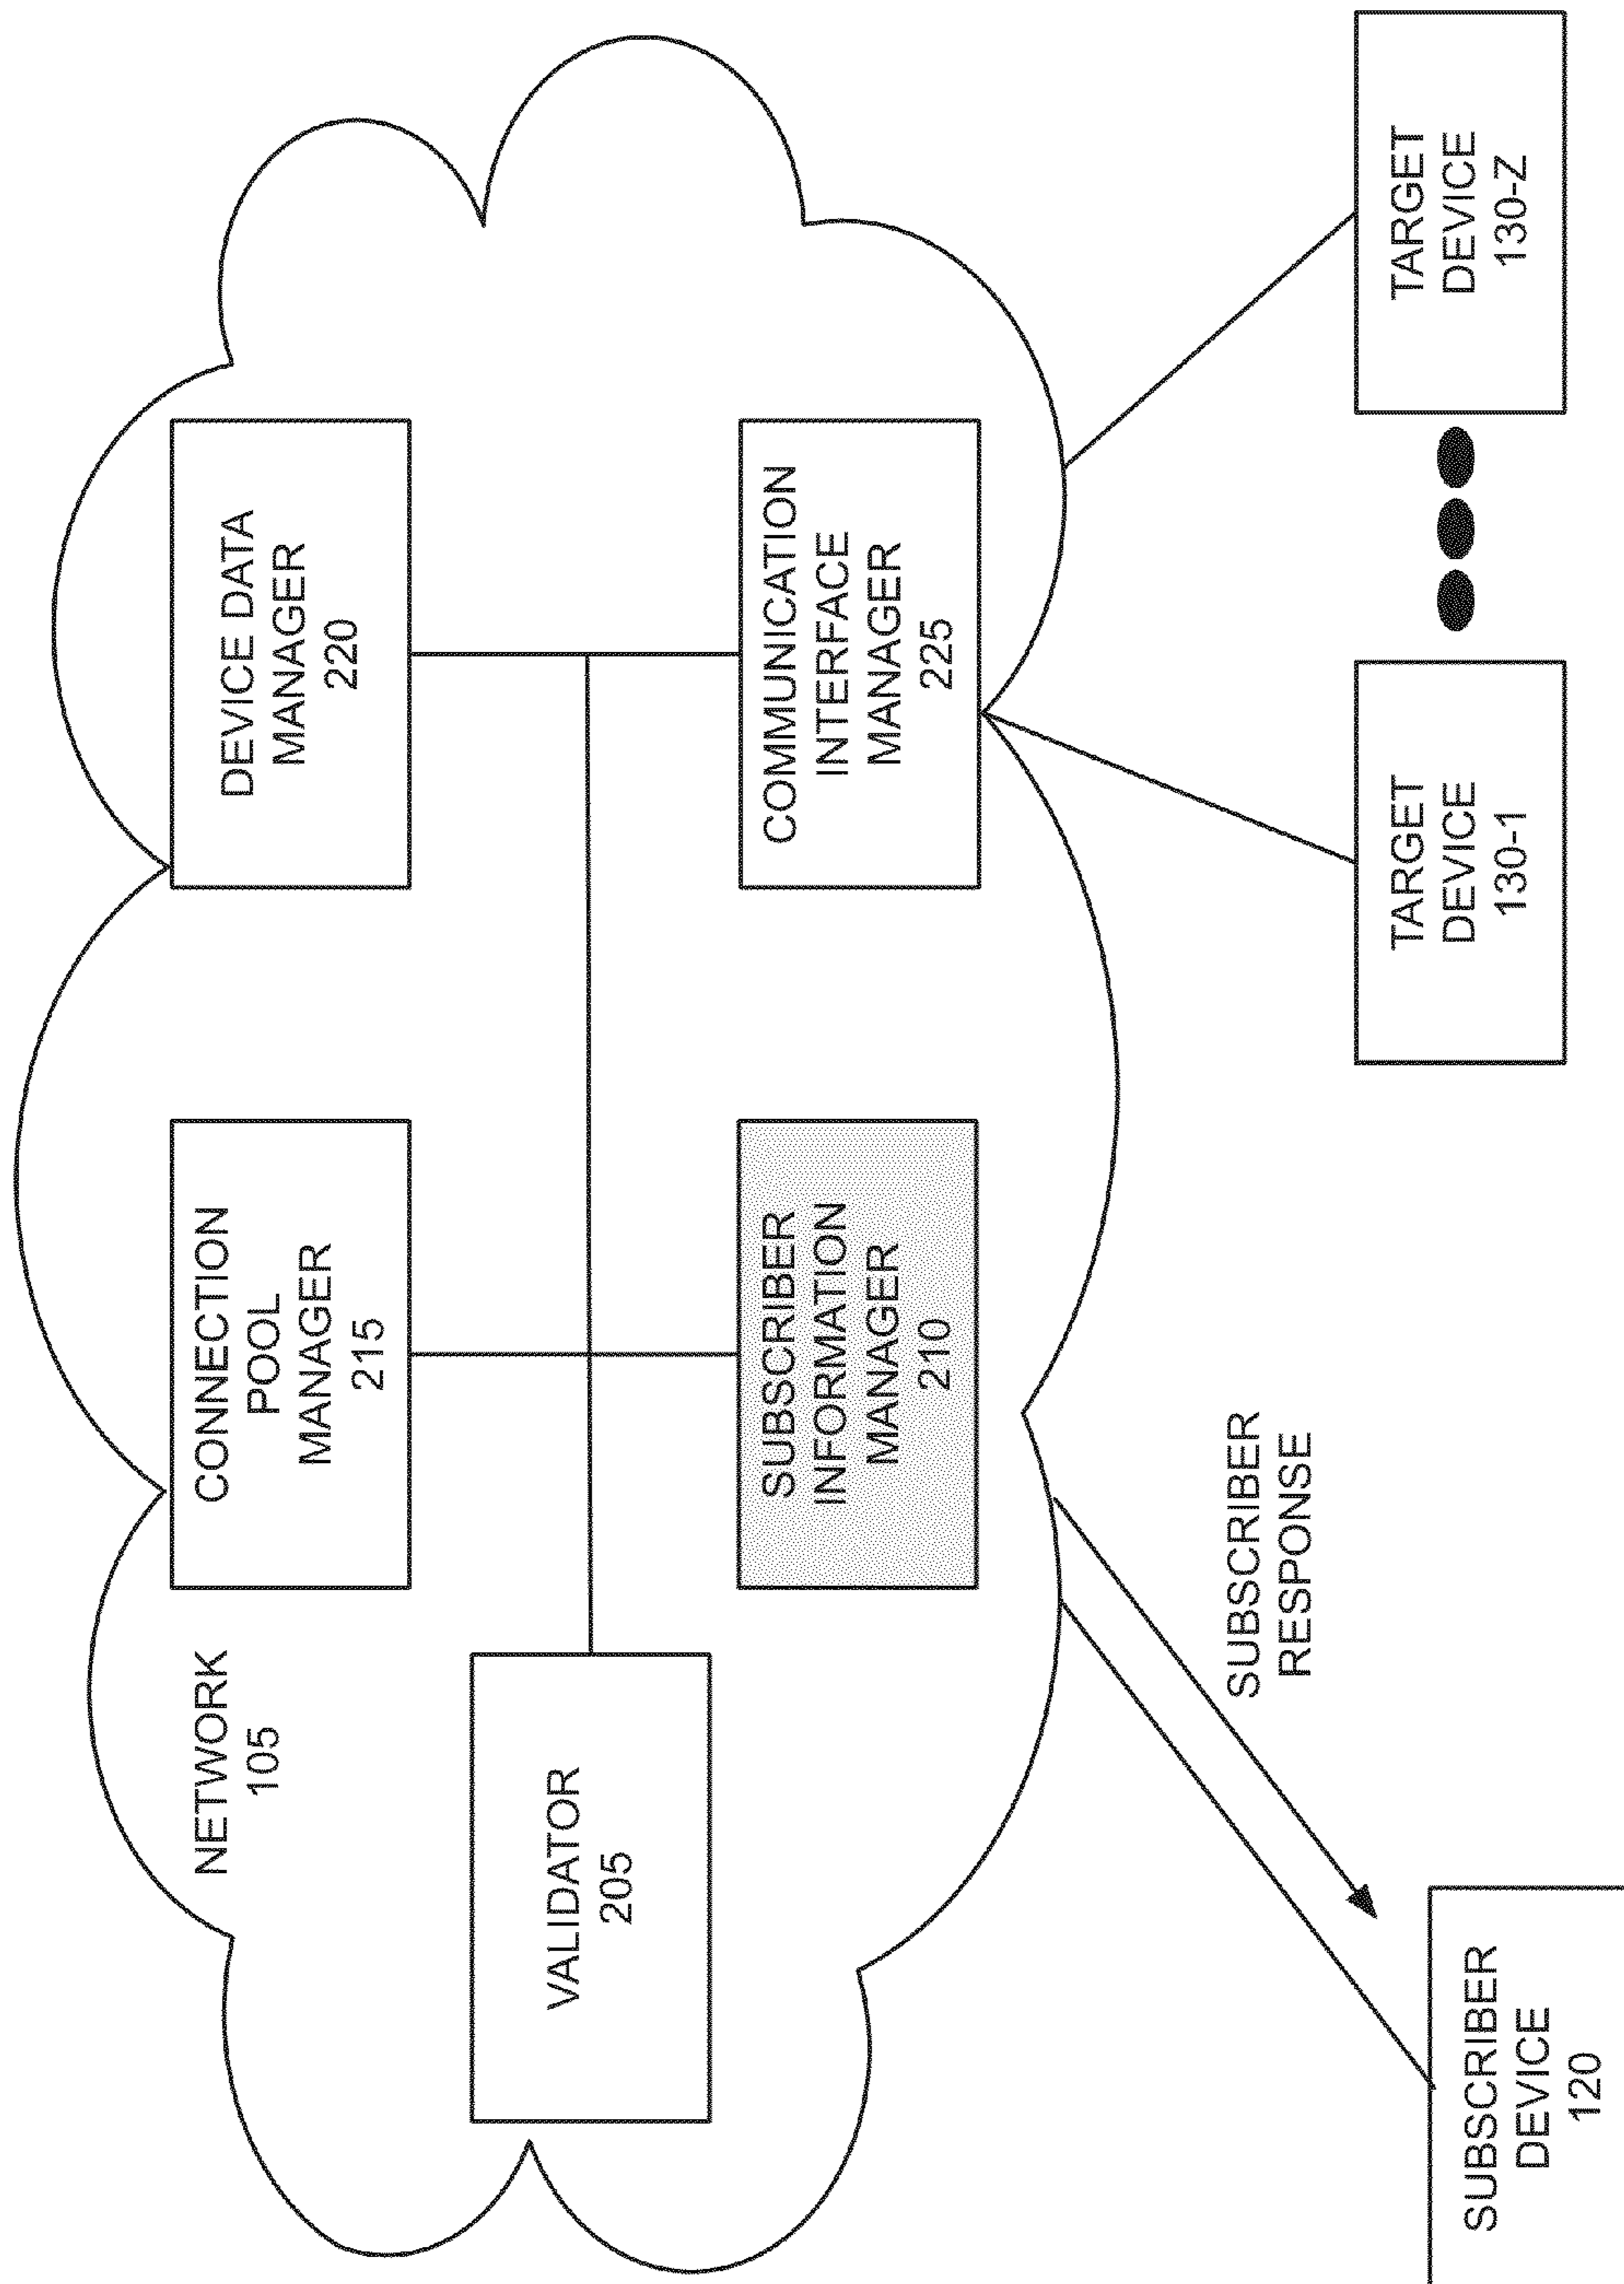 NETWORK
105
CONNECTION
POOL
MANAGER
215
DEVICE DATA
MANAGER
220
VALIDATOR
205
SUBSCRIBER
INFORMATION
MANAGER
210
COMMUNICATION
INTERFACE
MANAGER
225
SUBSCRIBER
RESPONSE
SUBSCRIBER
DEVICE
120
TARGET
DEVICE
130-1
TARGET
DEVICE
130-Z